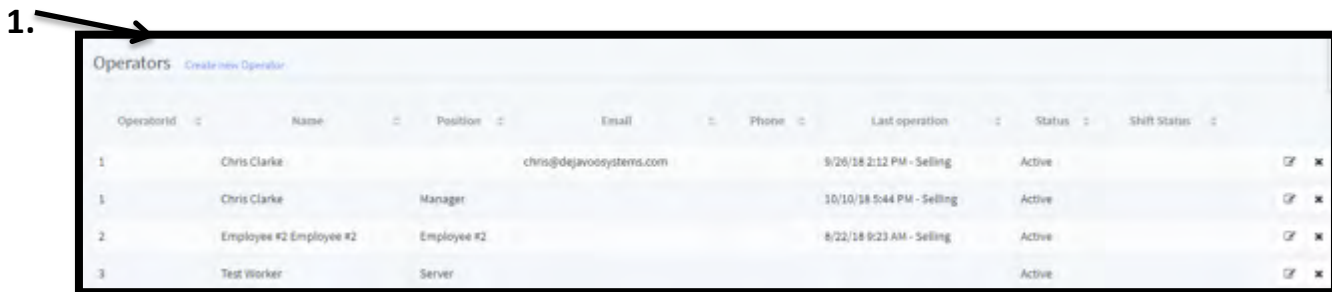 1.
Operators Create new Operator
OperatorId Name Position Email Phone Last operation Status Shift Status
1 Chris Clarke chris@dejavoosystems.com 9/26/18 2:12 PM - Selling Active
1 Chris Clarke Manager 10/10/18 5:44 PM - Selling Active
2 Employee #2 Employee #2 Employee #2 8/22/18 9:23 AM - Selling Active
3 Test Worker Server Active